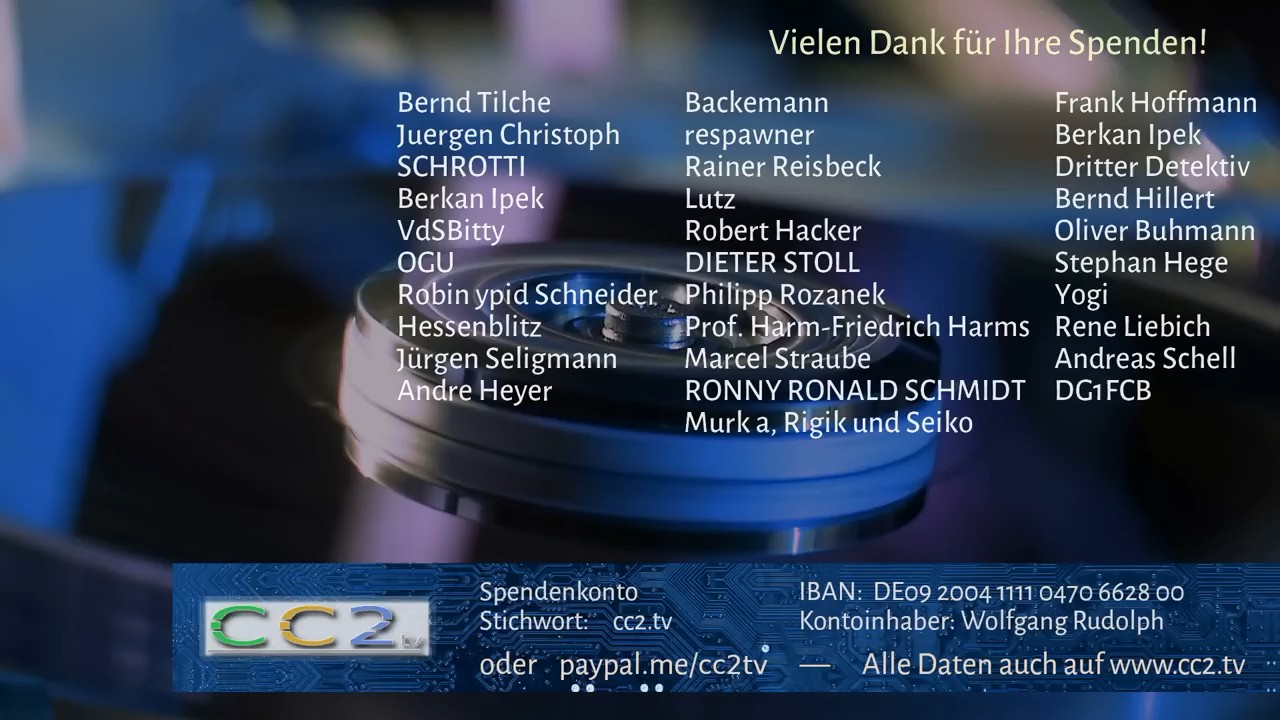 Vielen Dank für Ihre Spenden!
Bernd Tilche
Juergen Christoph
SCHROTTI
Berkan Ipek
VdSBitty
OGU
Robin ypid Schneider
Hessenblitz
Jürgen Seligmann
Andre Heyer
Backemann
respawner
Rainer Reisbeck
Lutz
Robert Hacker
DIETER STOLL
Philipp Rozanek
Prof. Harm-Friedrich Harms
Marcel Straube
RONNY RONALD SCHMIDT
Murk a, Rigik und Seiko
Frank Hoffmann
Berkan Ipek
Dritter Detektiv
Bernd Hillert
Oliver Buhmann
Stephan Hege
Yogi
Rene Liebich
Andreas Schell
DG1FCB
CC2 tv
Spendenkonto
Stichwort: cc2.tv
IBAN: DE09 2004 1111 0470 6628 00
Kontoinhaber: Wolfgang Rudolph
oder paypal.me/cc2tv — Alle Daten auch auf www.cc2.tv